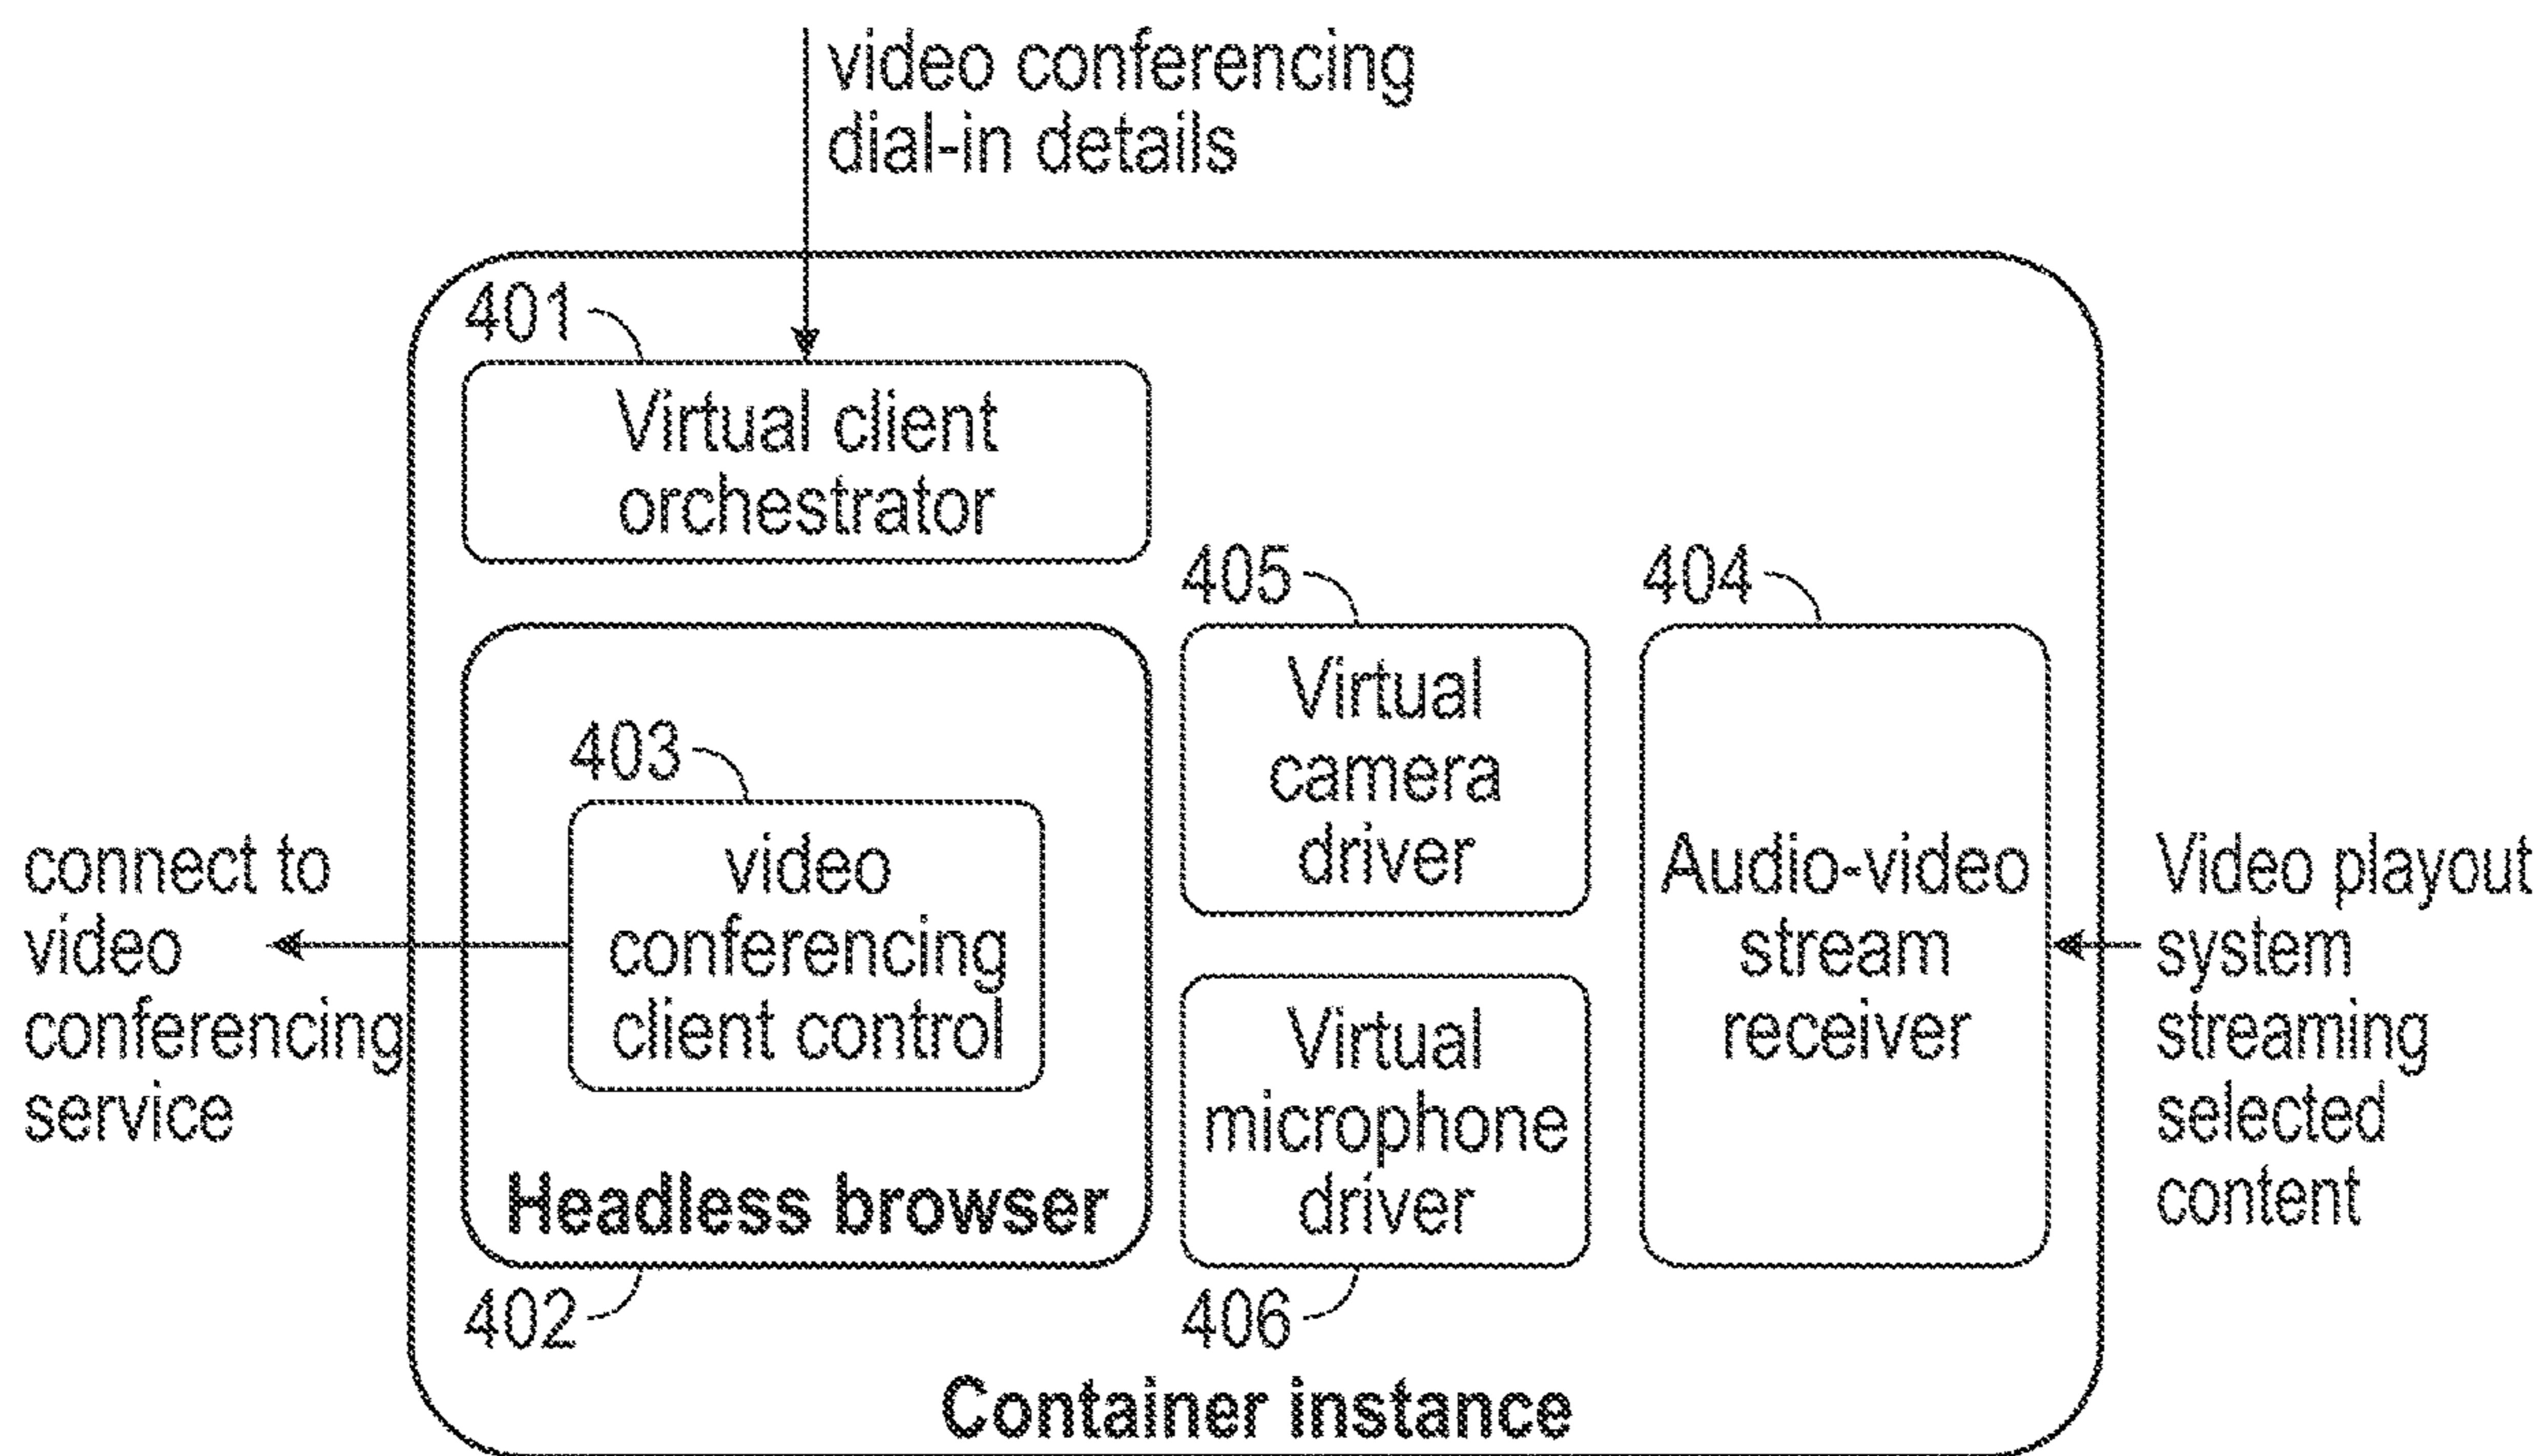 video conferencing
dial-in details
401
Virtual client
orchestrator
405
404
403
video
conferencing
client control
Headless browser
402
Virtual
camera
driver
Virtual
microphone
driver
406
Audio-video
stream
receiver
connect to
video
conferencing
service
Video playout
system
streaming
selected
content
Container instance